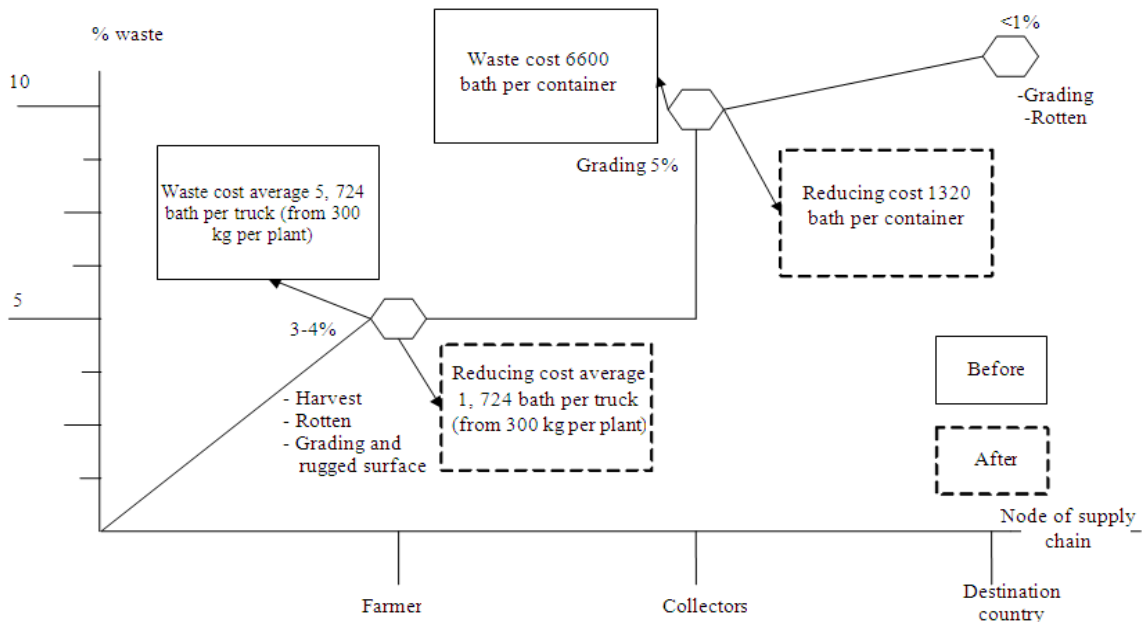 % waste
10
5
<1%
-Grading
-Rotten
Waste cost 6600
bath per container
Grading 5%
Reducing cost 1320
bath per container
Waste cost average 5, 724
bath per truck (from 300
kg per plant)
3-4%
- Harvest
- Rotten
- Grading and
rugged surface
Reducing cost average
1, 724 bath per truck
(from 300 kg per plant)
Before
After
Node of supply
chain
Farmer
Collectors
Destination
country